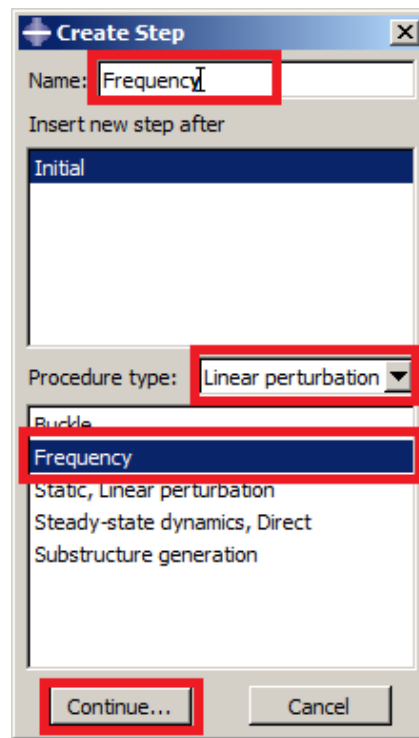 Create Step
Name: Frequency
Insert new step after
Initial
Procedure type: Linear perturbation
Buckle
Frequency
Static, Linear perturbation
Steady-state dynamics, Direct
Substructure generation
Continue... Cancel